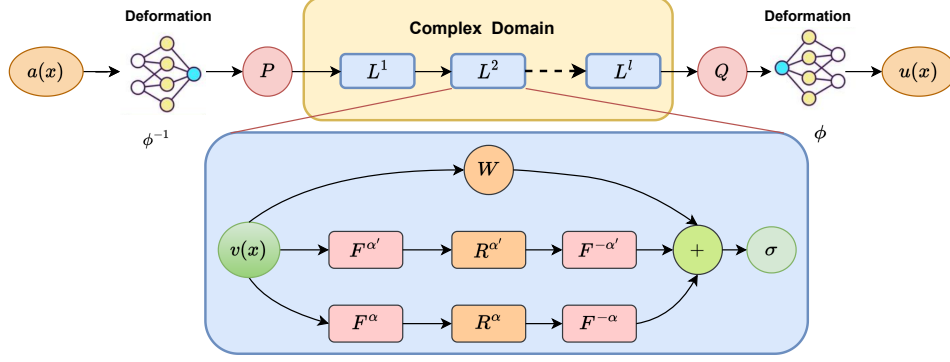 Deformation
Complex Domain
Deformation
a(x)
P
L^1
L^2
L^l
Q
u(x)
ϕ^{-1}
ϕ
W
v(x)
F^{α'}
R^{α'}
F^{-α'}
+
σ
F^α
R^α
F^{-α}